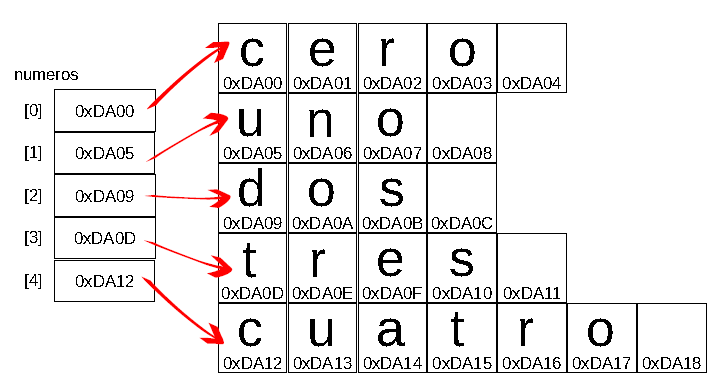 c e r o
0xDA00 0xDA01 0xDA02 0xDA03 0xDA04
numeros
[0] 0xDA00
u n o
[1] 0xDA05
0xDA05 0xDA06 0xDA07 0xDA08
d o s
[2] 0xDA09
0xDA09 0xDA0A 0xDA0B 0xDA0C
[3] 0xDA0D
t r e s
0xDA0D 0xDA0E 0xDA0F 0xDA10 0xDA11
[4] 0xDA12
c u a t r o
0xDA12 0xDA13 0xDA14 0xDA15 0xDA16 0xDA17 0xDA18